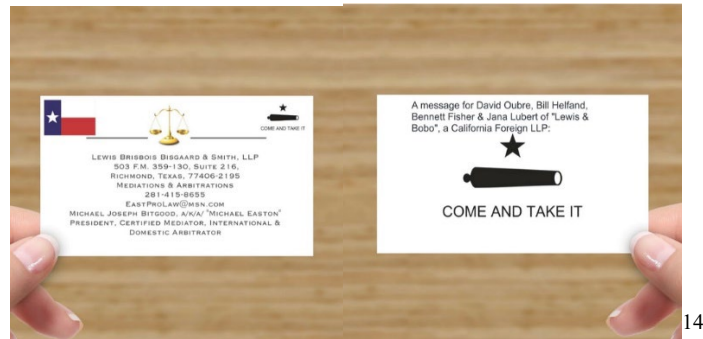 COME AND TAKE IT
LEWIS BRISBOIS BISGAARD & SMITH, LLP
503 F.M. 359-130, SUITE 216,
RICHMOND, TEXAS, 77406-2195
MEDIATIONS & ARBITRATIONS
281-415-8655
EASTPROLAW@MSN.COM
MICHAEL JOSEPH BITGOOD, A/K/A/ "MICHAEL EASTON"
PRESIDENT, CERTIFIED MEDIATOR, INTERNATIONAL &
DOMESTIC ARBITRATOR
A message for David Oubre, Bill Helfand,
Bennett Fisher & Jana Lubert of "Lewis &
Bobo", a California Foreign LLP:
COME AND TAKE IT
14